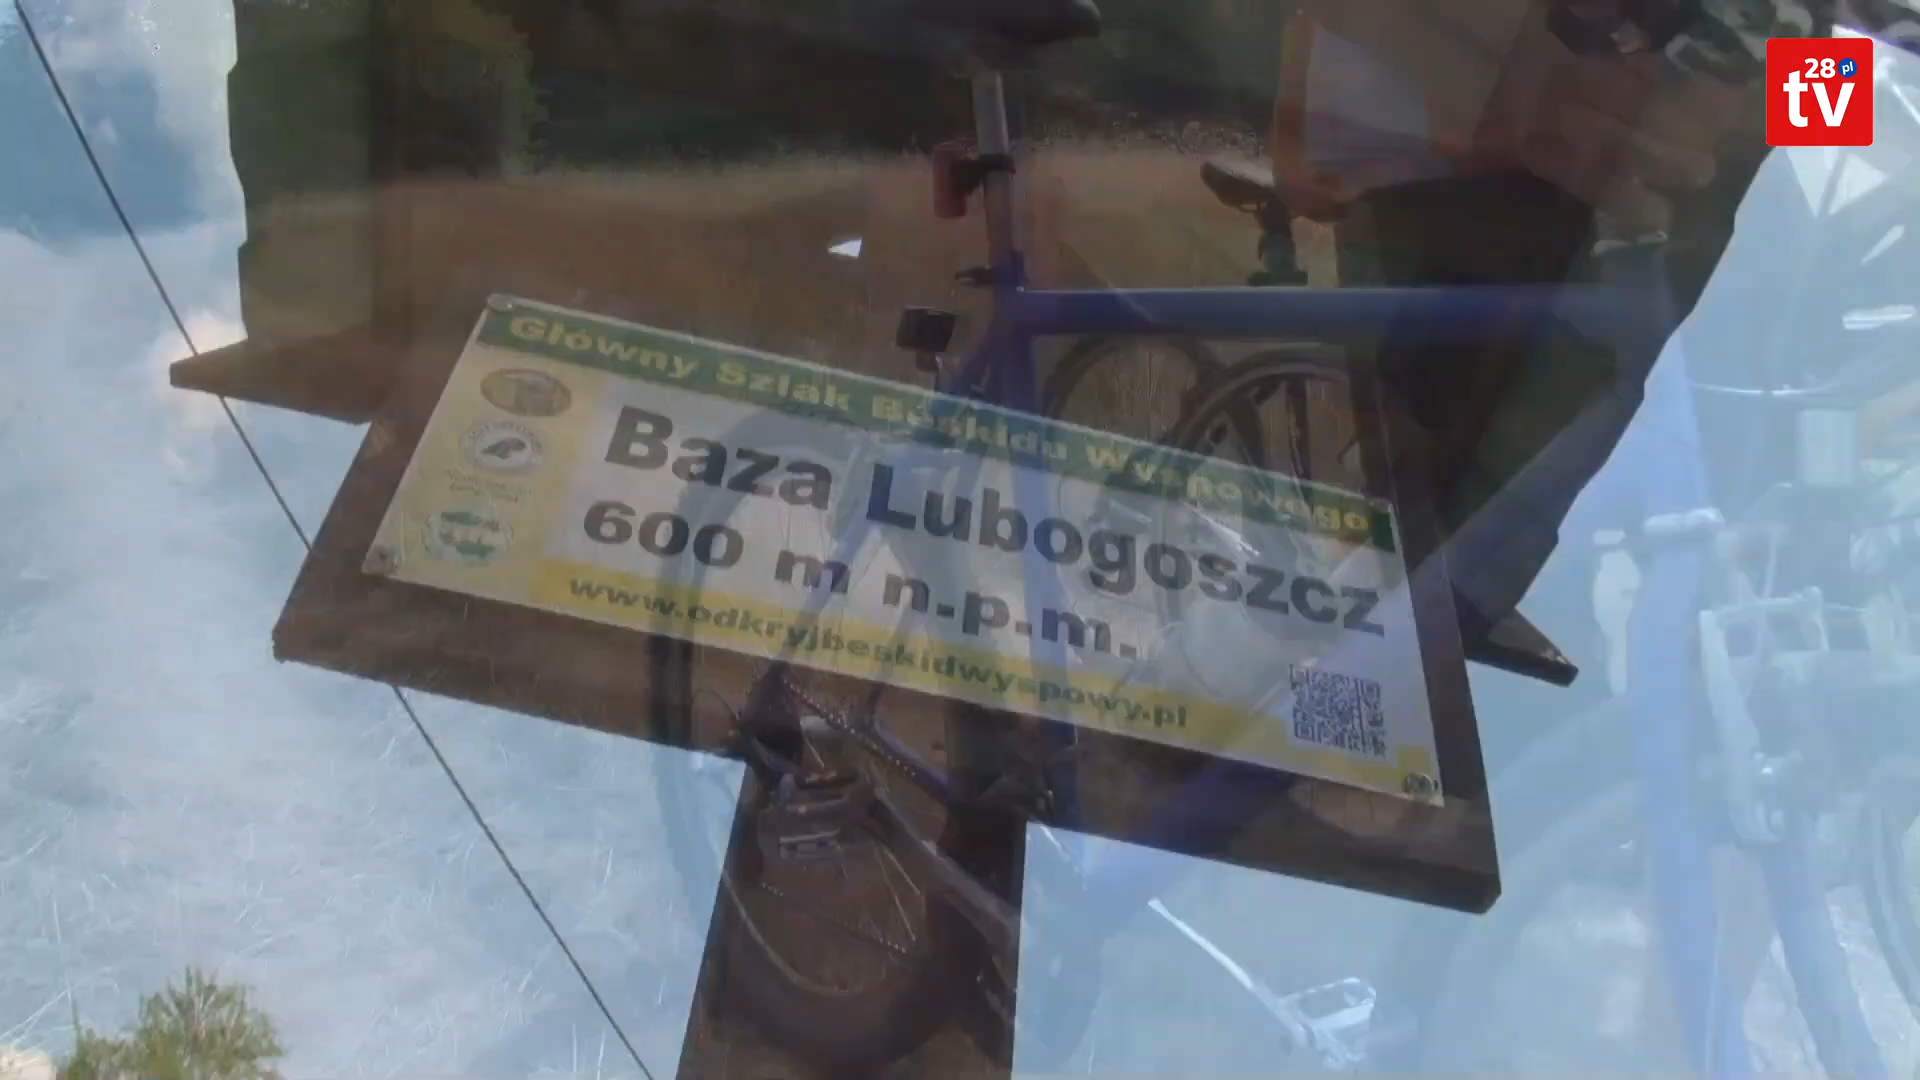 28 pl
tv
Główny Szlak Beskidu wyspowego
Baza Lubogoszcz
600 m n.p.m.
www.odkryjbeskidwyspowy.pl